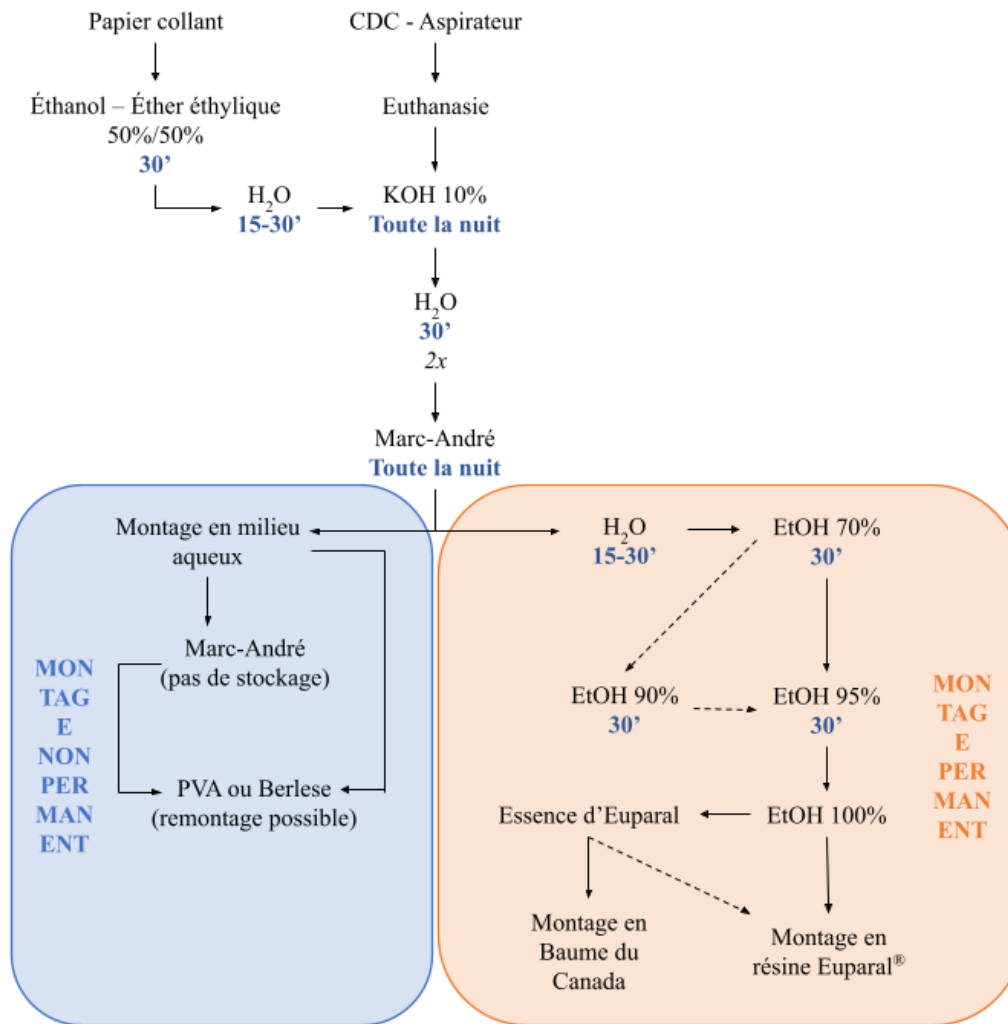 Papier collant
CDC - Aspirateur
Éthanol – Éther éthylique
50%/50%
30’
Euthanasie
H₂O
15-30’
KOH 10%
Toute la nuit
H₂O
30’
2x
Marc-André
Toute la nuit
Montage en milieu
aqueux
Marc-André
(pas de stockage)
PVA ou Berlese
(remontage possible)
MON
TAG
E
NON
PER
MAN
ENT
H₂O
15-30’
EtOH 70%
30’
EtOH 90%
30’
EtOH 95%
30’
Essence d’Euparal
EtOH 100%
Montage en
Baume du
Canada
Montage en
résine Euparal®
MON
TAG
E
PER
MAN
ENT